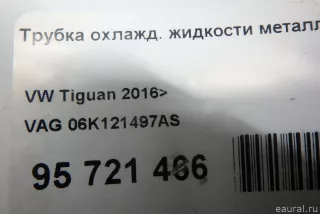 Трубка охлажд. жидкости металл
VW Tiguan 2016>
VAG 06K121497AS
95 721 466
eaural.ru